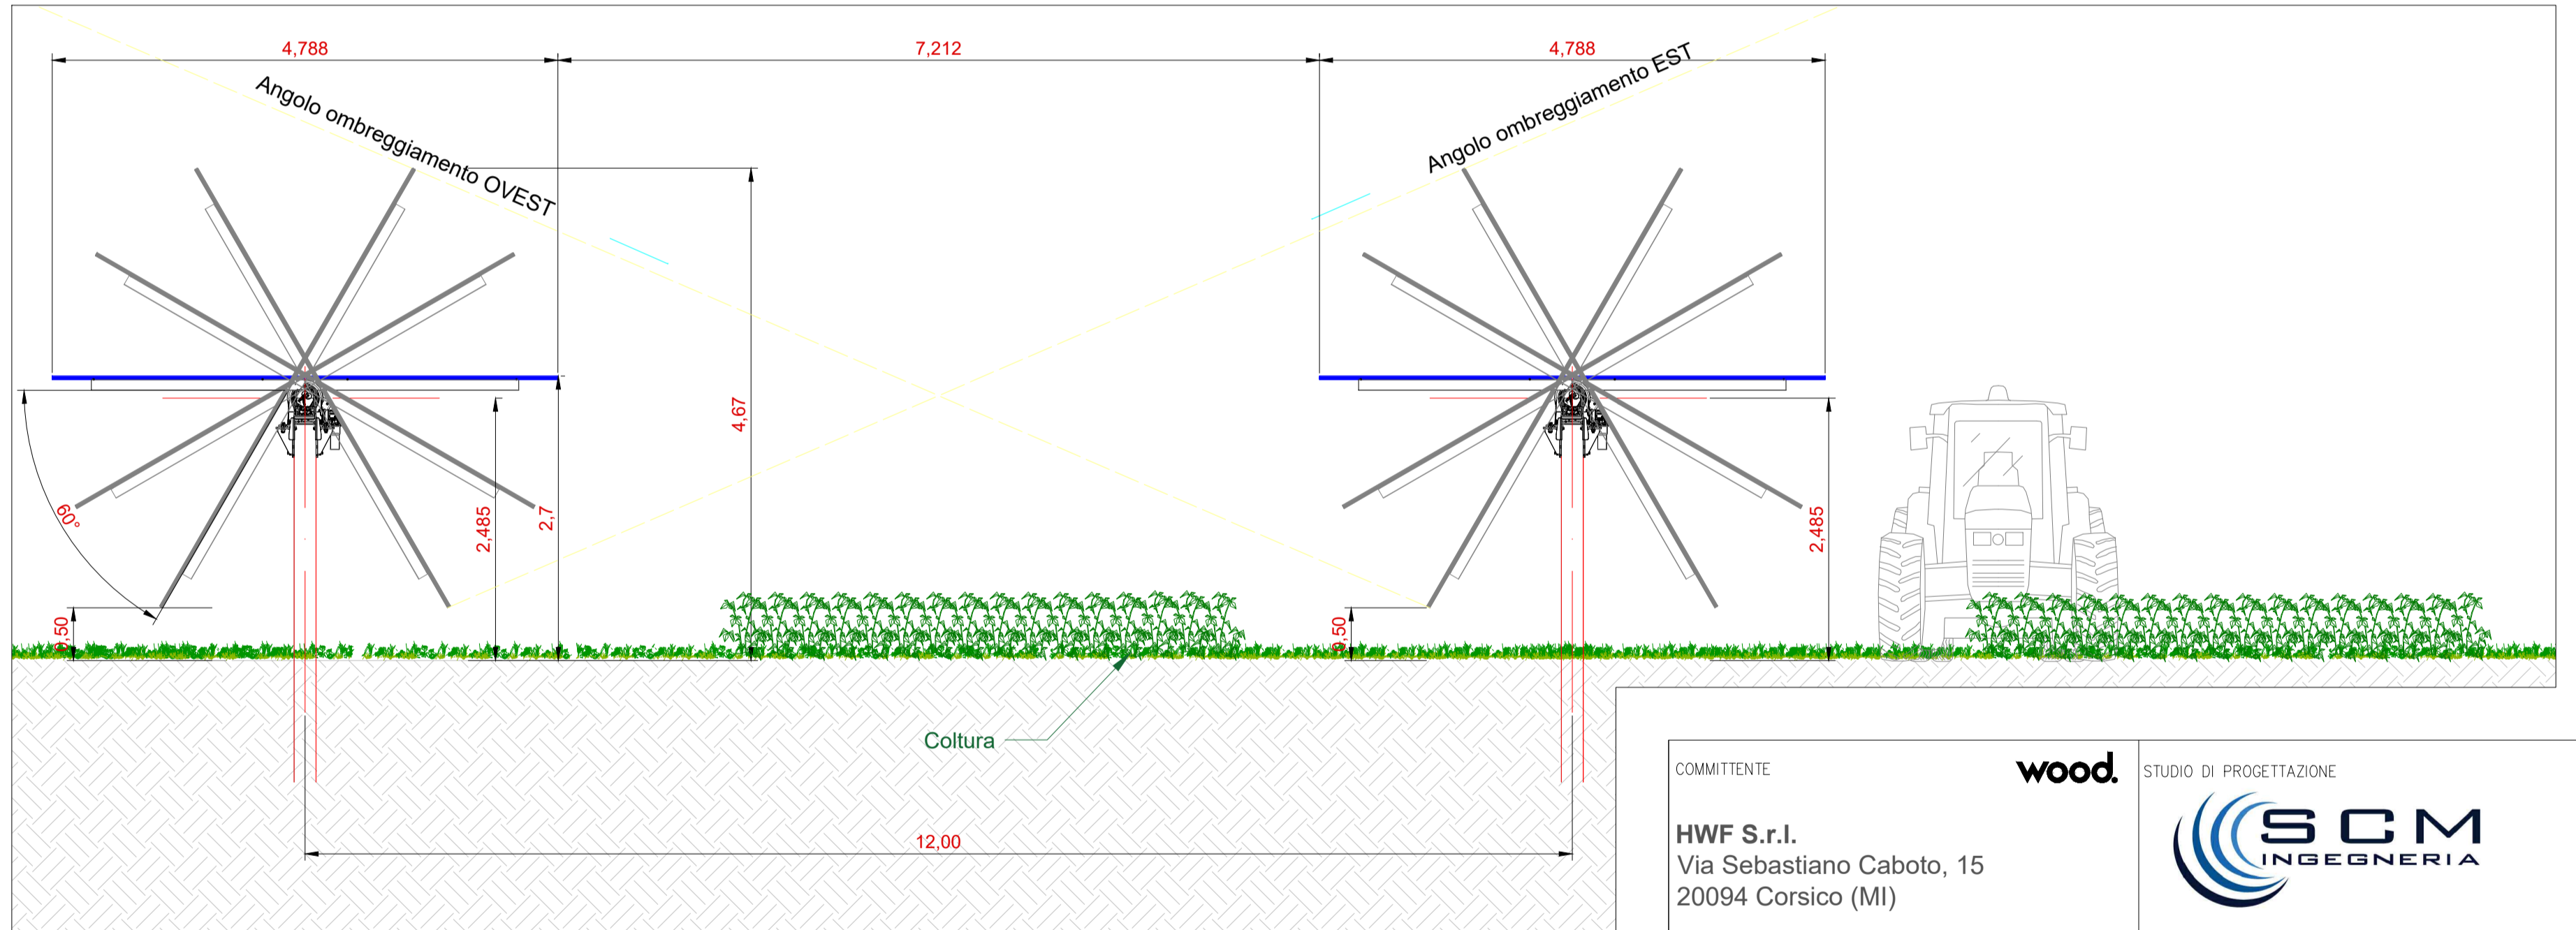 4,788
7,212
4,788
Angolo ombreggiamento OVEST
Angolo ombreggiamento EST
4,67
60°
2,485
2,7
2,485
0,50
0,50
Coltura
12,00
COMMITTENTE
wood.
STUDIO DI PROGETTAZIONE
HWF S.r.l.
Via Sebastiano Caboto, 15
20094 Corsico (MI)
SCM
INGEGNERIA